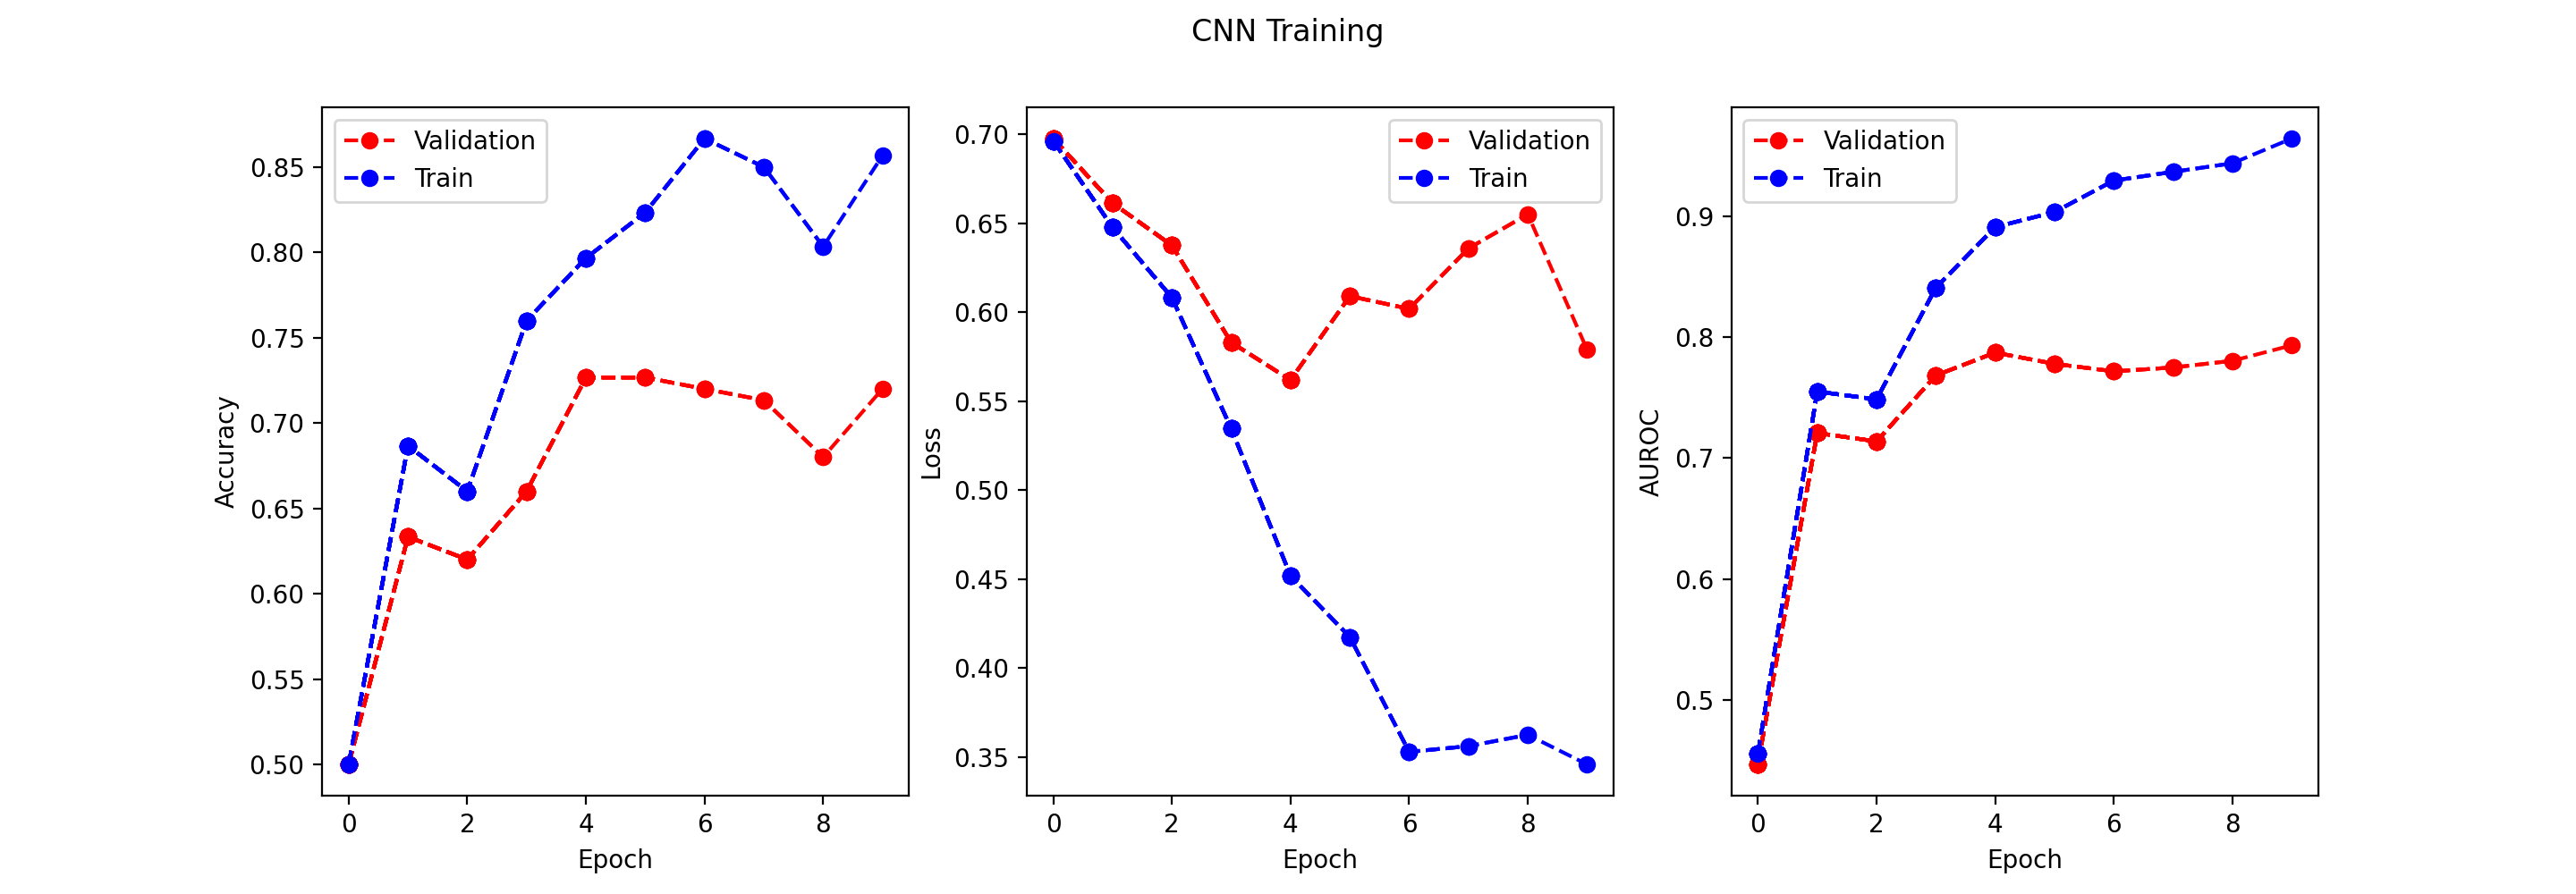 CNN Training
Validation
Train
0.85
0.80
0.75
0.70
0.65
0.60
0.55
0.50
Accuracy
0 2 4 6 8
Epoch
Validation
Train
0.70
0.65
0.60
0.55
0.50
0.45
0.40
0.35
Loss
0 2 4 6 8
Epoch
Validation
Train
0.9
0.8
0.7
0.6
0.5
AUROC
0 2 4 6 8
Epoch